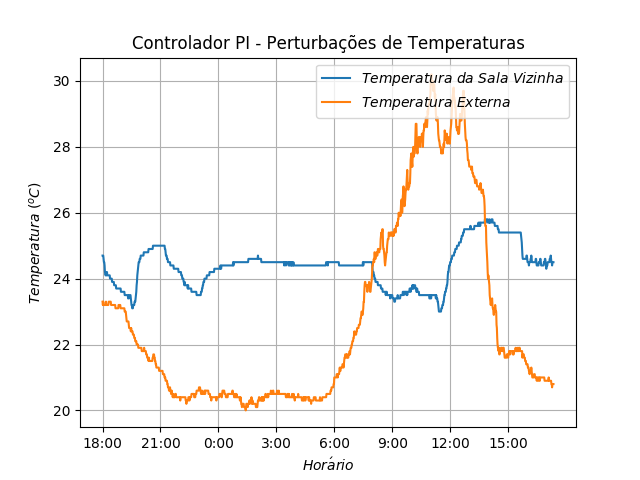 Controlador PI - Perturbações de Temperaturas
Temperatura da Sala Vizinha
Temperatura Externa
Temperatura (°C)
30
28
26
24
22
20
18:00 21:00 0:00 3:00 6:00 9:00 12:00 15:00
Horário